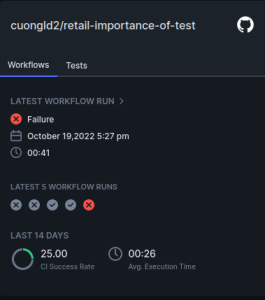 cuongld2/retail-importance-of-test
Workflows Tests
LATEST WORKFLOW RUN >
Failure
October 19,2022 5:27 pm
00:41
LATEST 5 WORKFLOW RUNS
LAST 14 DAYS
25.00 00:26
CI Success Rate Avg. Execution Time